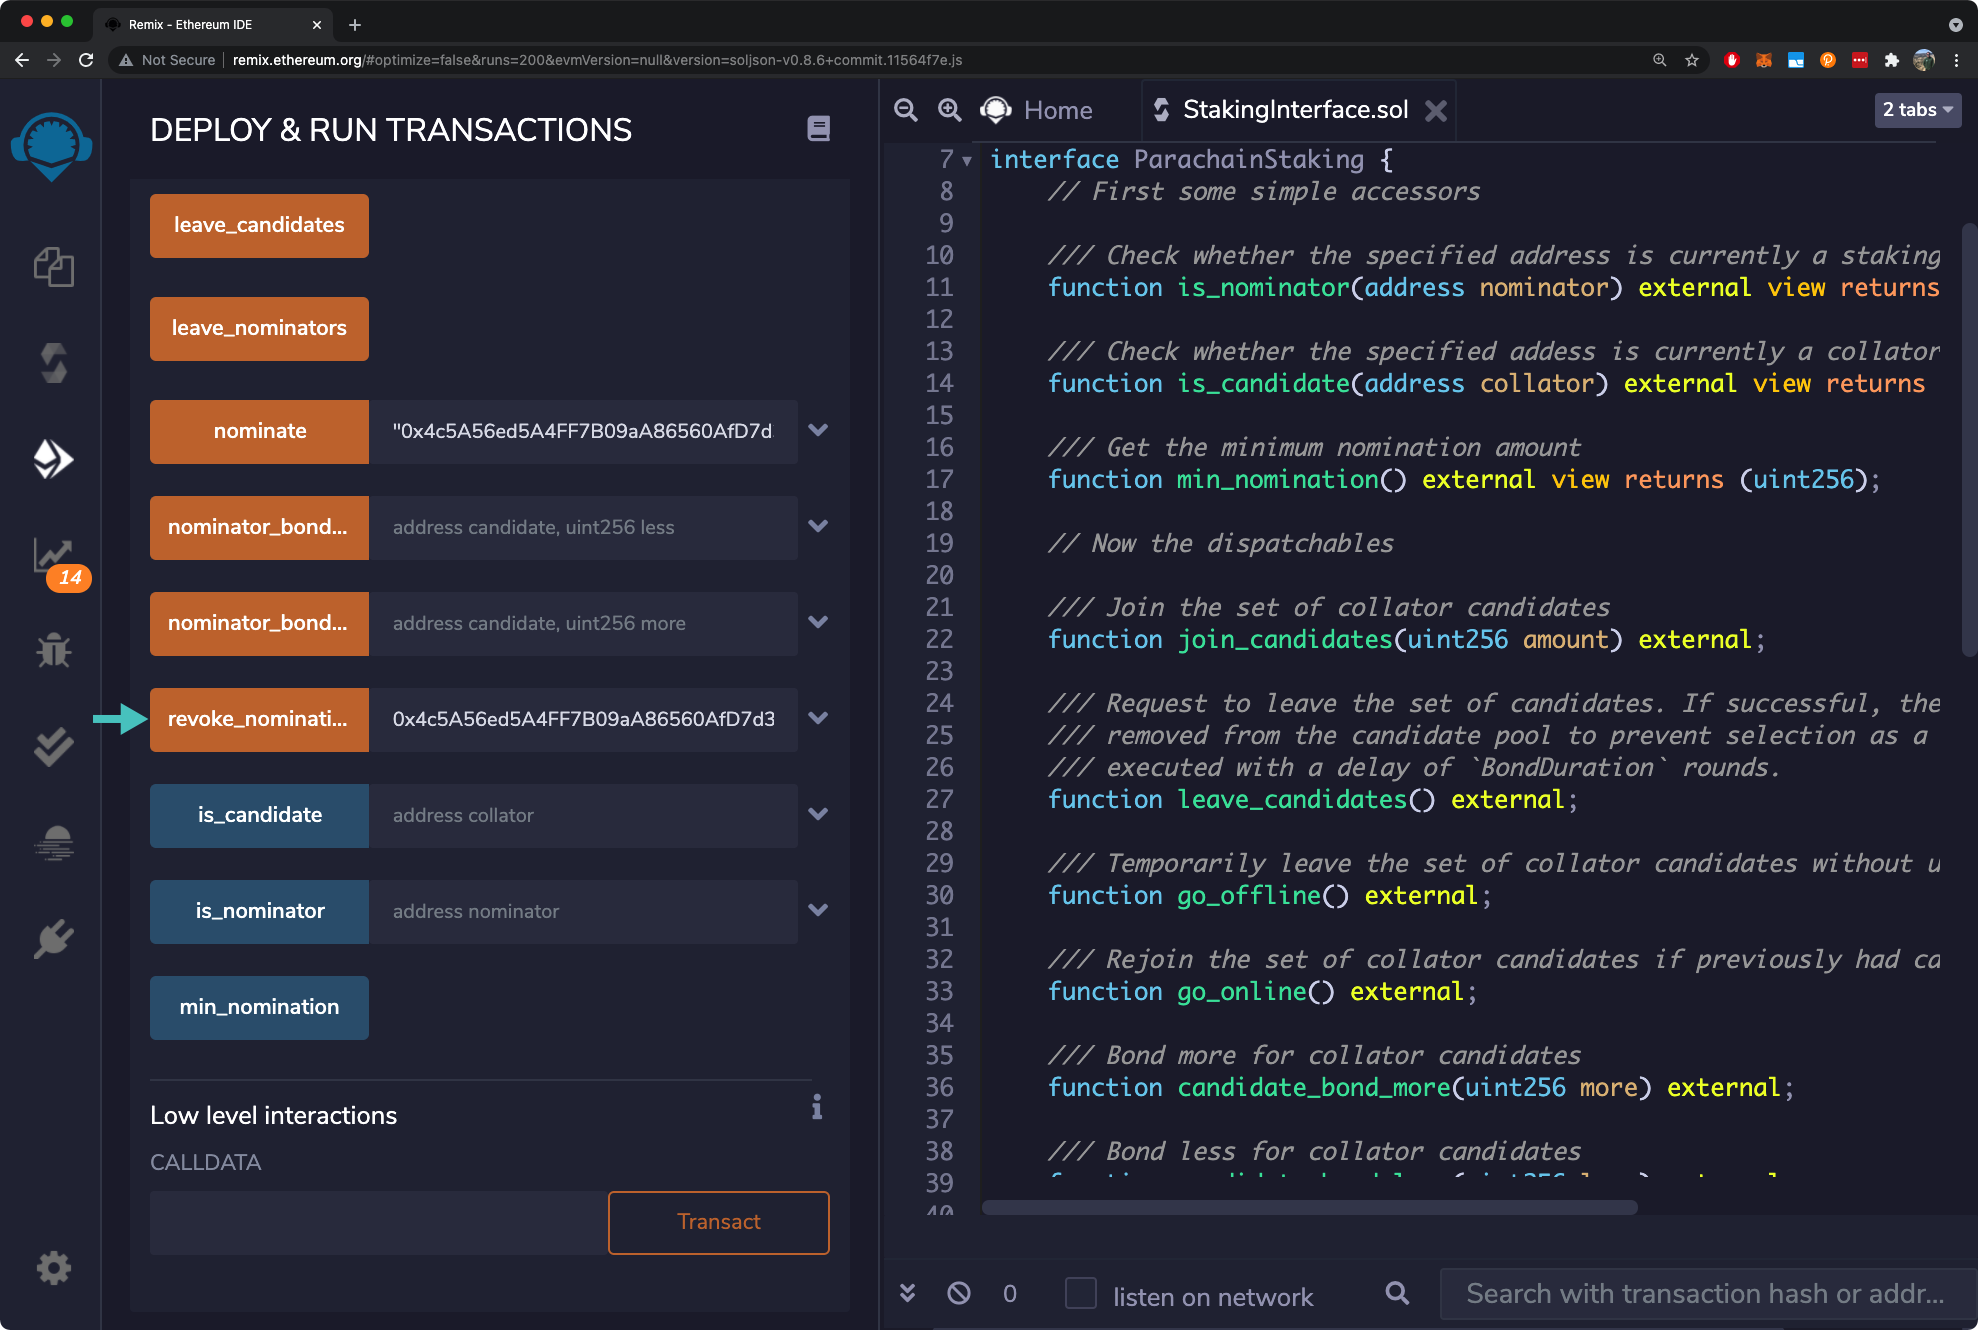 Remix - Ethereum IDE
Not Secure | remix.ethereum.org/#optimize=false&runs=200&evmVersion=null&version=soljson-v0.8.6+commit.11564f7e.js
DEPLOY & RUN TRANSACTIONS
leave_candidates
leave_nominators
nominate "0x4c5A56ed5A4FF7B09aA86560AfD7d
nominator_bond... address candidate, uint256 less
nominator_bond... address candidate, uint256 more
revoke_nominati... 0x4c5A56ed5A4FF7B09aA86560AfD7d3
is_candidate address collator
is_nominator address nominator
min_nomination
Low level interactions
CALLDATA
Transact
14
Home
StakingInterface.sol
2 tabs
7 interface ParachainStaking {
8 // First some simple accessors
9
10 /// Check whether the specified address is currently a staking
11 function is_nominator(address nominator) external view returns
12
13 /// Check whether the specified addess is currently a collator
14 function is_candidate(address collator) external view returns
15
16 /// Get the minimum nomination amount
17 function min_nomination() external view returns (uint256);
18
19 // Now the dispatchables
20
21 /// Join the set of collator candidates
22 function join_candidates(uint256 amount) external;
23
24 /// Request to leave the set of candidates. If successful, the
25 /// removed from the candidate pool to prevent selection as a
26 /// executed with a delay of `BondDuration` rounds.
27 function leave_candidates() external;
28
29 /// Temporarily leave the set of collator candidates without u
30 function go_offline() external;
31
32 /// Rejoin the set of collator candidates if previously had ca
33 function go_online() external;
34
35 /// Bond more for collator candidates
36 function candidate_bond_more(uint256 more) external;
37
38 /// Bond less for collator candidates
39
40
0
listen on network
Search with transaction hash or addr...